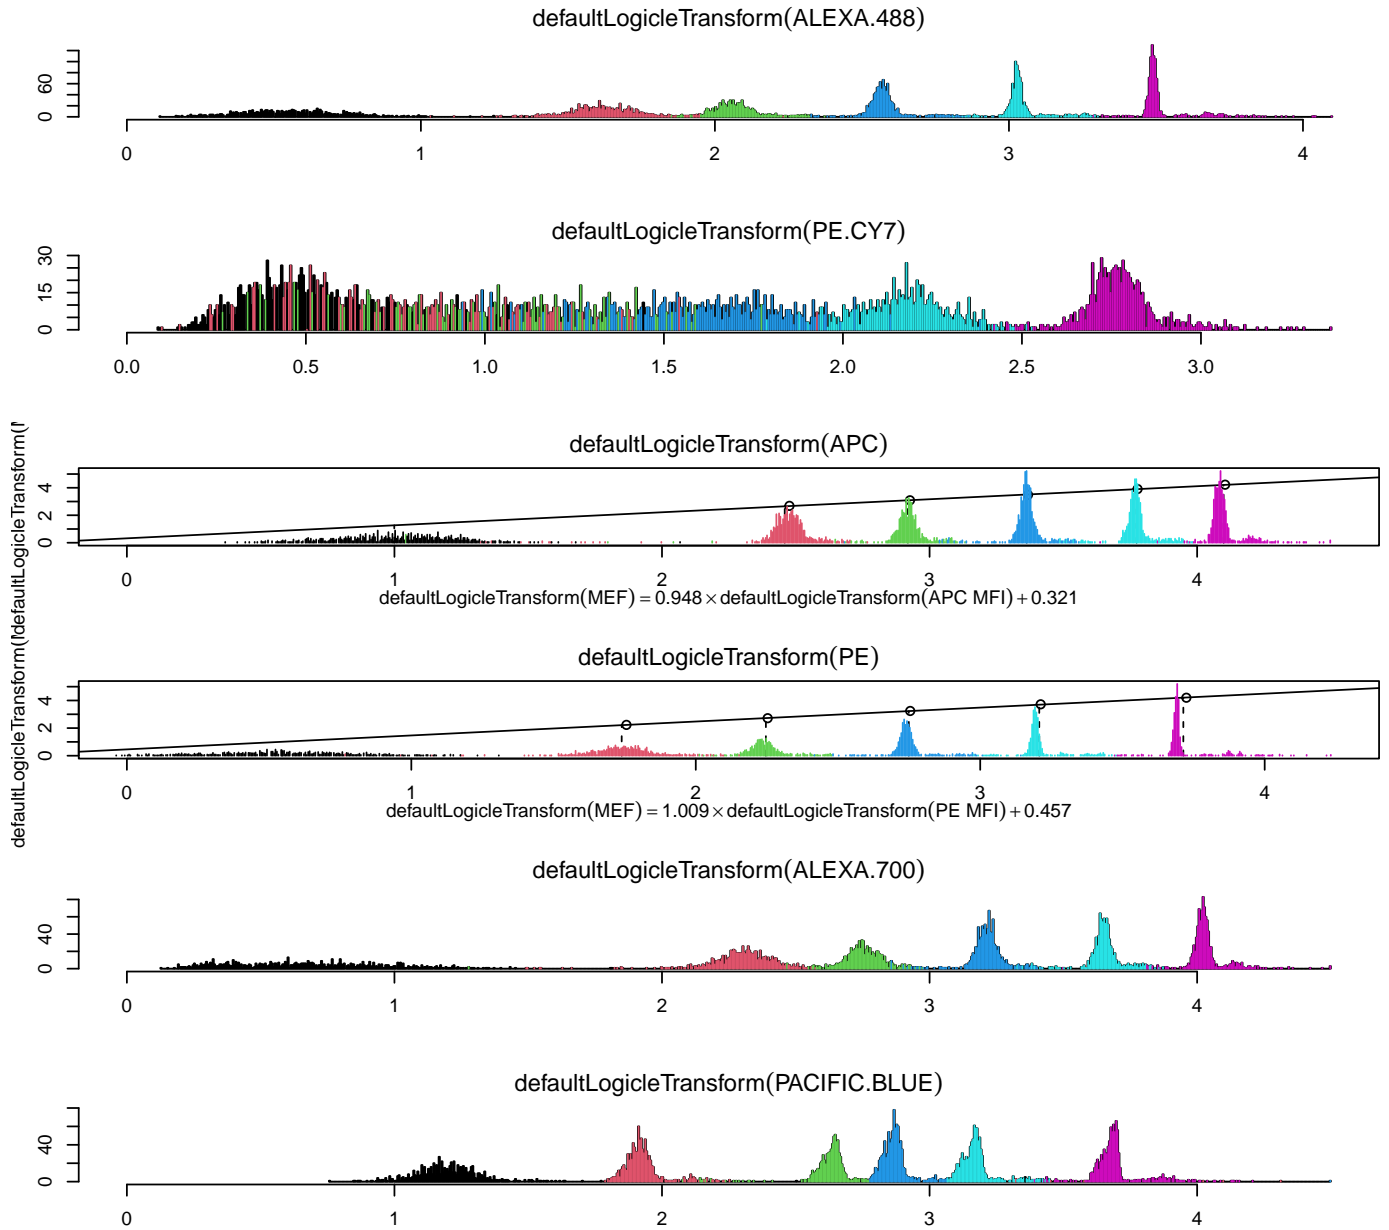 defaultLogicleTransform(ALEXA.488)
0 60
0 1 2 3 4
defaultLogicleTransform(PE.CY7)
0 15 30
0.0 0.5 1.0 1.5 2.0 2.5 3.0
defaultLogicleTransform(APC)
0 2 4
0 1 2 3 4
defaultLogicleTransform(MEF) = 0.948 × defaultLogicleTransform(APC MFI) + 0.321
defaultLogicleTransform(
defaultLogicleTransform(
defaultLogicleTransform(PE)
0 2 4
0 1 2 3 4
defaultLogicleTransform(MEF) = 1.009 × defaultLogicleTransform(PE MFI) + 0.457
defaultLogicleTransform(ALEXA.700)
0 40
0 1 2 3 4
defaultLogicleTransform(PACIFIC.BLUE)
0 40
0 1 2 3 4